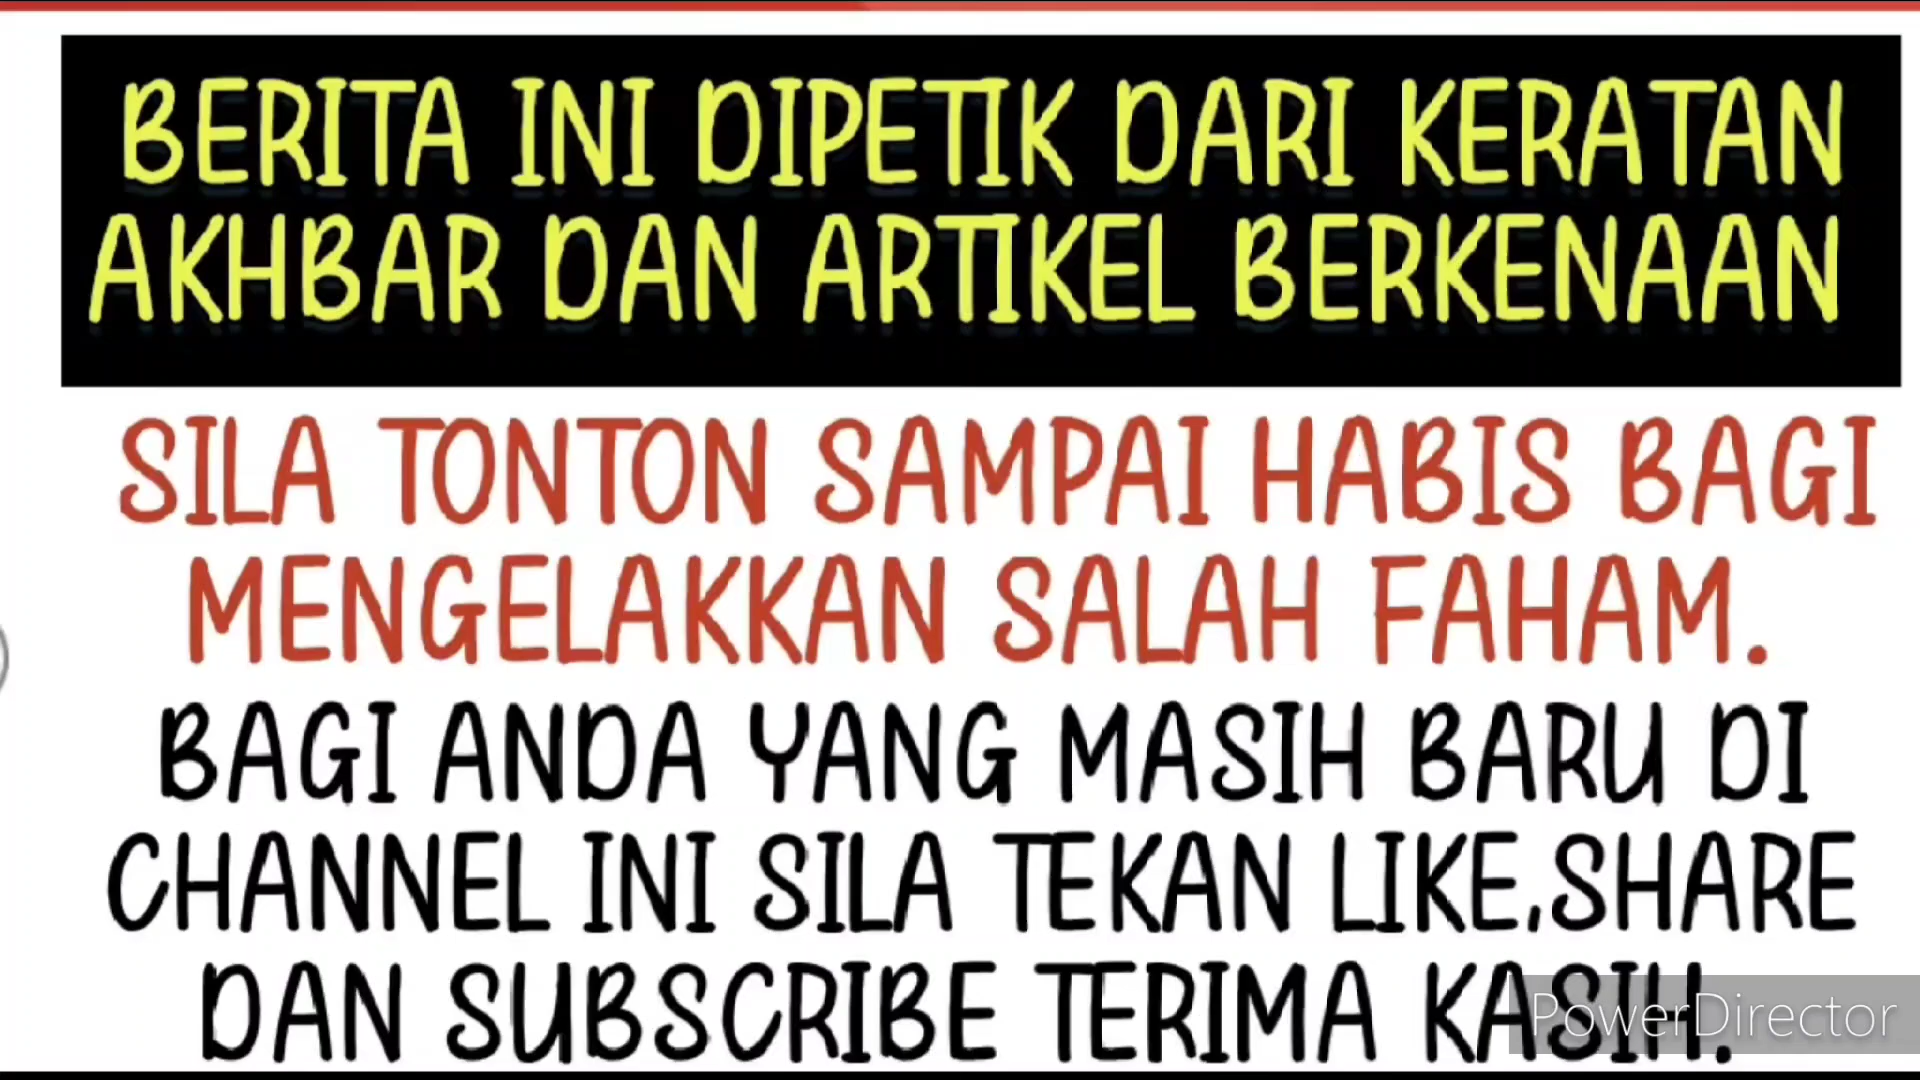 BERITA INI DIPETIK DARI KERATAN
AKHBAR DAN ARTIKEL BERKENAAN
SILA TONTON SAMPAI HABIS BAGI
MENGELAKKAN SALAH FAHAM.
BAGI ANDA YANG MASIH BARU DI
CHANNEL INI SILA TEKAN LIKE,SHARE
DAN SUBSCRIBE TERIMA KASIH.
PowerDirector